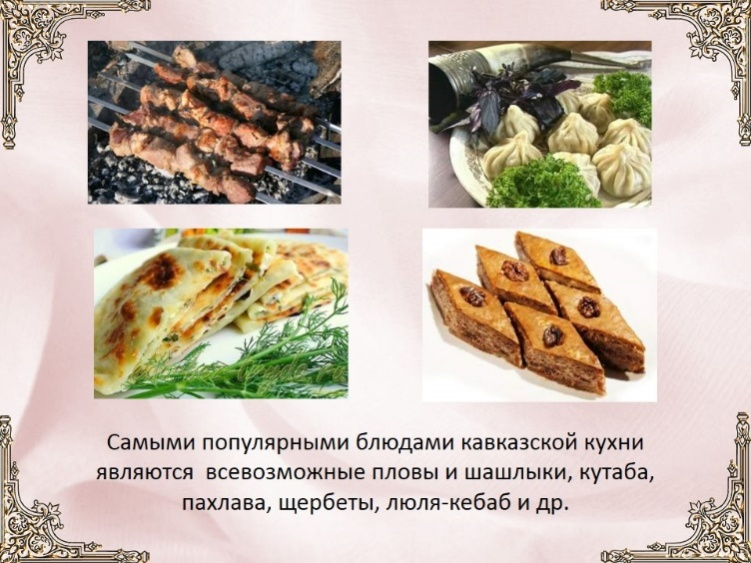 Самыми популярными блюдами кавказской кухни
являются  всевозможные пловы и шашлыки, кутаба,
пахлава, щербеты, люля-кебаб и др.